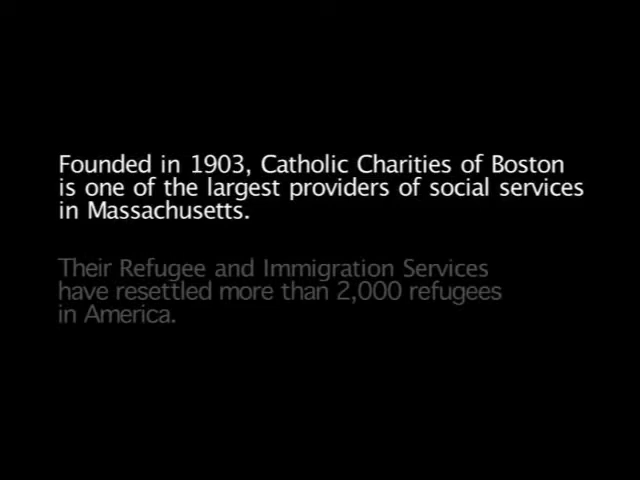 Founded in 1903, Catholic Charities of Boston
is one of the largest providers of social services
in Massachusetts.
Their Refugee and Immigration Services
have resettled more than 2,000 refugees
in America.